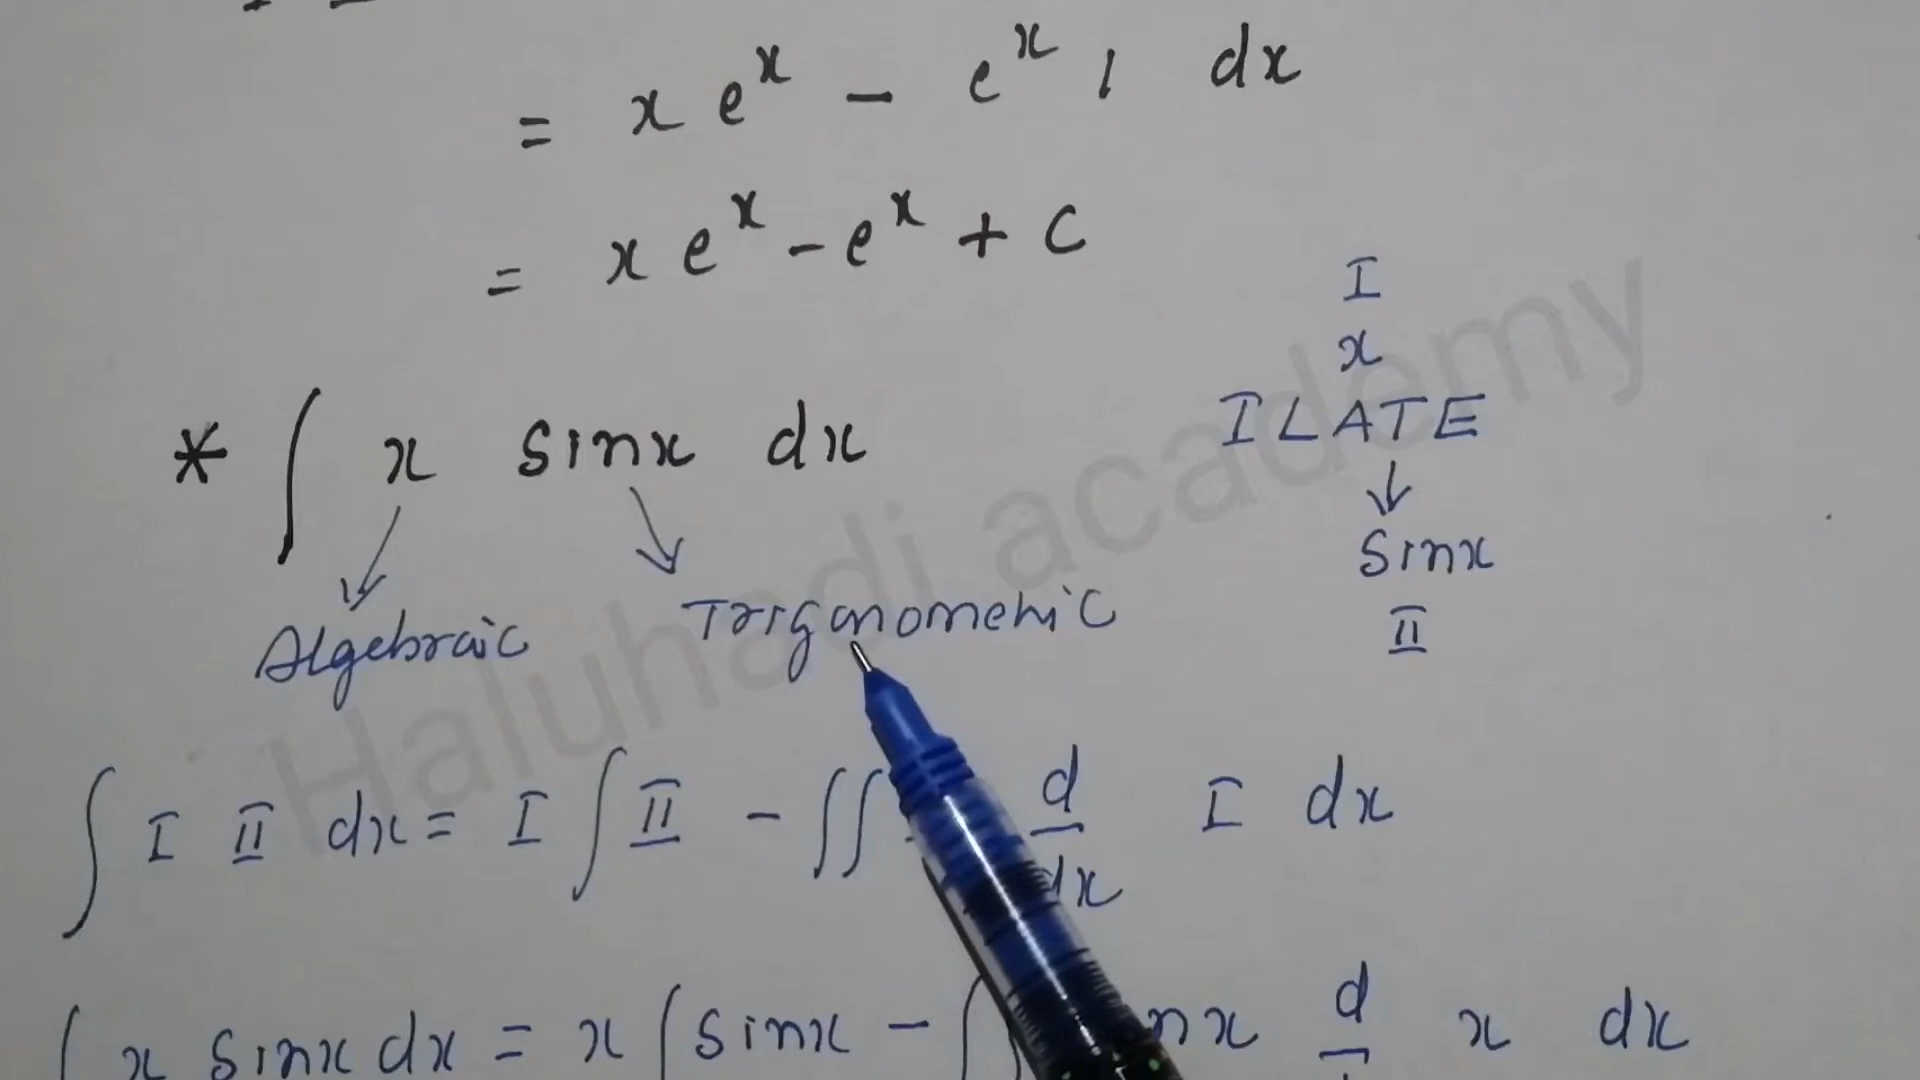 = x e^x - e^x 1 dx
= x e^x - e^x + c
I
x
* ∫ x sinx dx
ILATE
↓
Sinx
II
Algebraic
Trigonometric
∫ I II dx = I ∫ II - ∫∫ d/dx I dx
∫ x sinx dx = x ∫ sinx - ∫ nx d x dx
Haluhadi academy